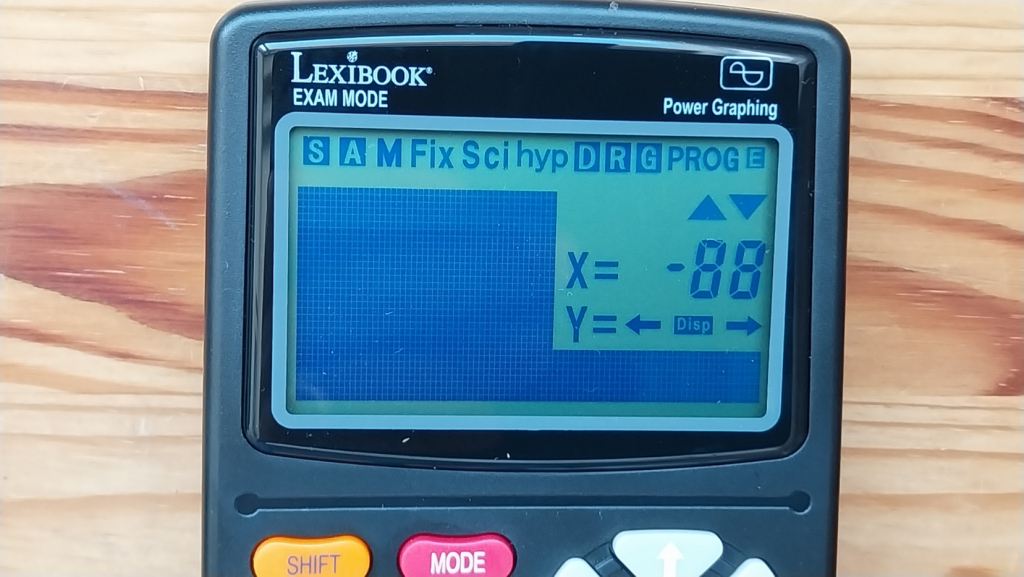 LEXIBOOK®
EXAM MODE
Power Graphing
S A M Fix Sci hyp D R G PROG E
X= -88
Y= Disp
SHIFT
MODE